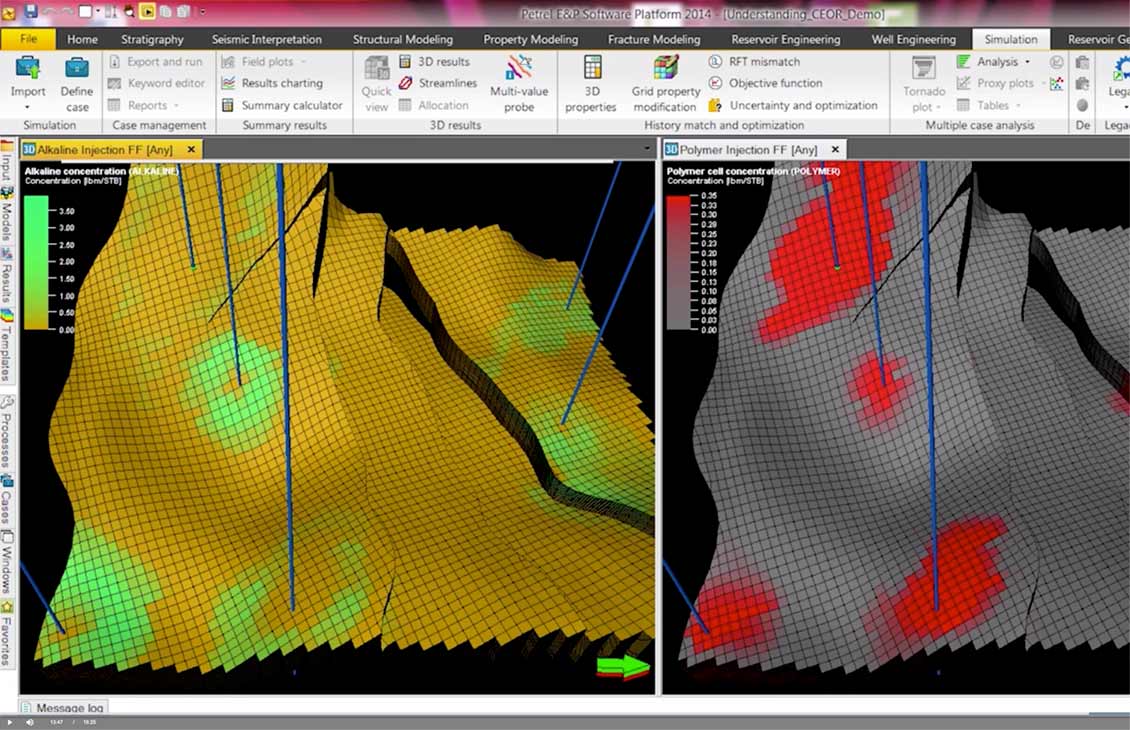 Petrel E&P Software Platform 2014 - [Understanding_CEOR_Demo]
File Home Stratigraphy Seismic Interpretation Structural Modeling Property Modeling Fracture Modeling Reservoir Engineering Well Engineering Simulation Reservoir Ge
Import
Define case
Simulation
Export and run
Keyword editor
Reports
Case management
Field plots
Results charting
Summary calculator
Summary results
Quick view
3D results
Streamlines
Allocation
Multi-value probe
3D results
3D properties
Grid property modification
RFT mismatch
Objective function
Uncertainty and optimization
History match and optimization
Tornado plot
Analysis
Proxy plots
Tables
Multiple case analysis
De
Lega
Legac
Input
Models
Results
Templates
Processes
Cases
Windows
Favorites
3D Alkaline Injection FF [Any]
Alkaline concentration (ALKALINE)
Concentration [lbm/STB]
3.50
3.00
2.50
2.00
1.50
1.00
0.50
0.00
3D Polymer Injection FF [Any]
Polymer cell concentration (POLYMER)
Concentration [lbm/STB]
0.35
0.33
0.30
0.28
0.25
0.23
0.20
0.18
0.15
0.13
0.10
0.08
0.05
0.03
0.00
Message log
13:47 / 18:25